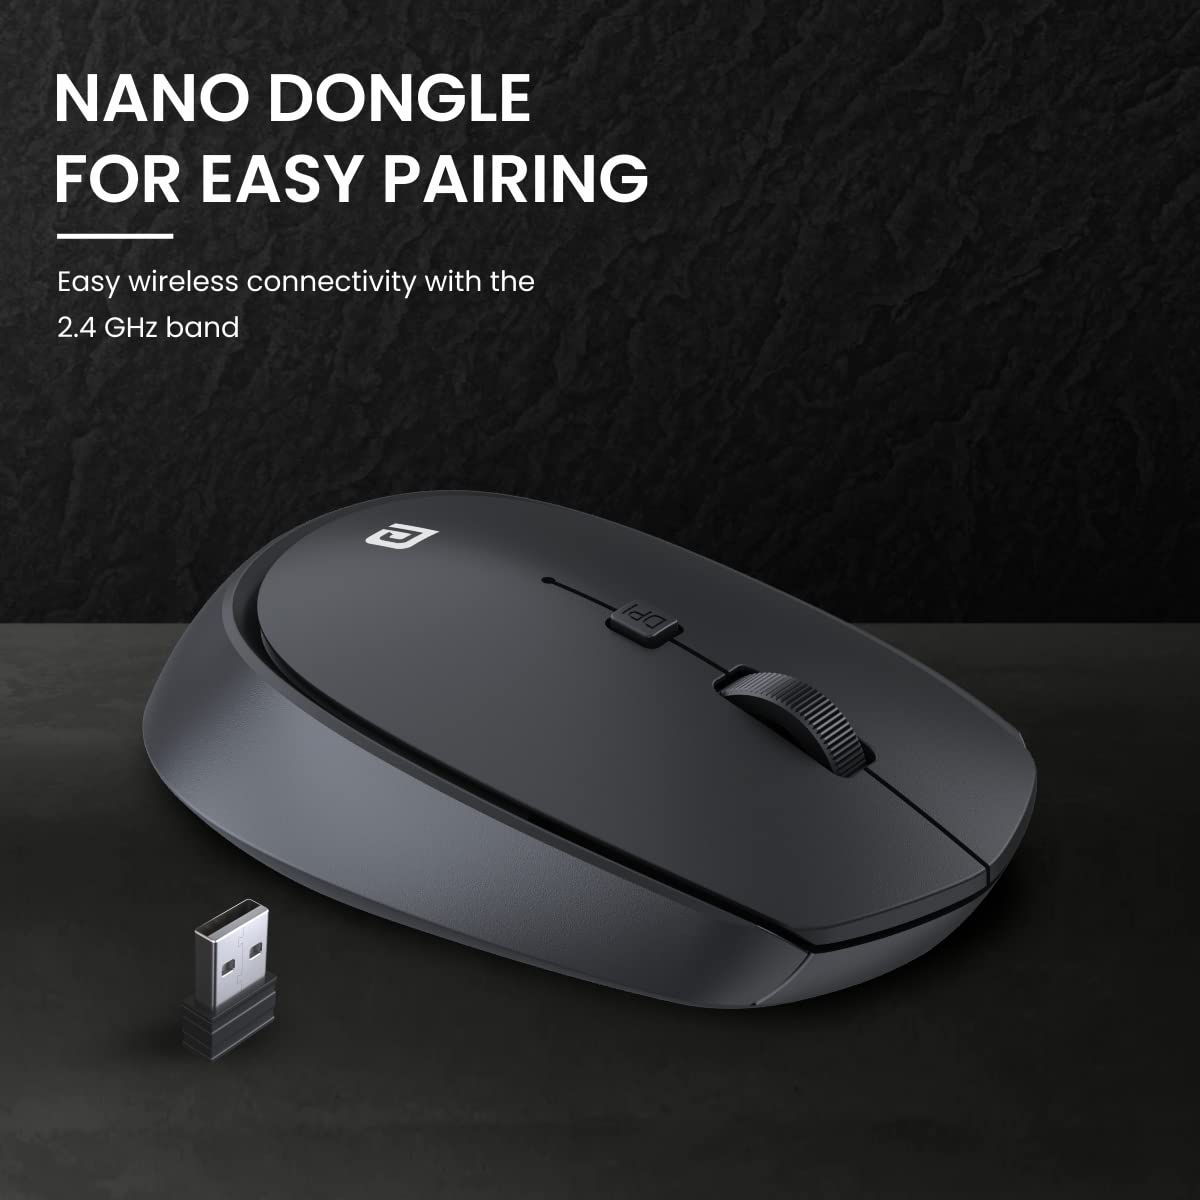 NANO DONGLE
FOR EASY PAIRING
Easy wireless connectivity with the
2.4 GHz band
DPI